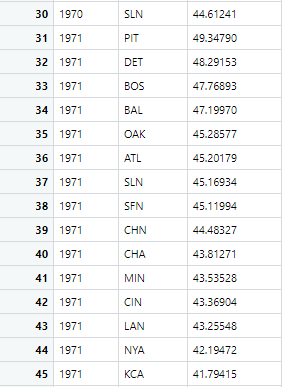 30 1970 SLN 44.61241
31 1971 PIT 49.34790
32 1971 DET 48.29153
33 1971 BOS 47.76893
34 1971 BAL 47.19970
35 1971 OAK 45.28577
36 1971 ATL 45.20179
37 1971 SLN 45.16934
38 1971 SFN 45.11994
39 1971 CHN 44.48327
40 1971 CHA 43.81271
41 1971 MIN 43.53528
42 1971 CIN 43.36904
43 1971 LAN 43.25548
44 1971 NYA 42.19472
45 1971 KCA 41.79415